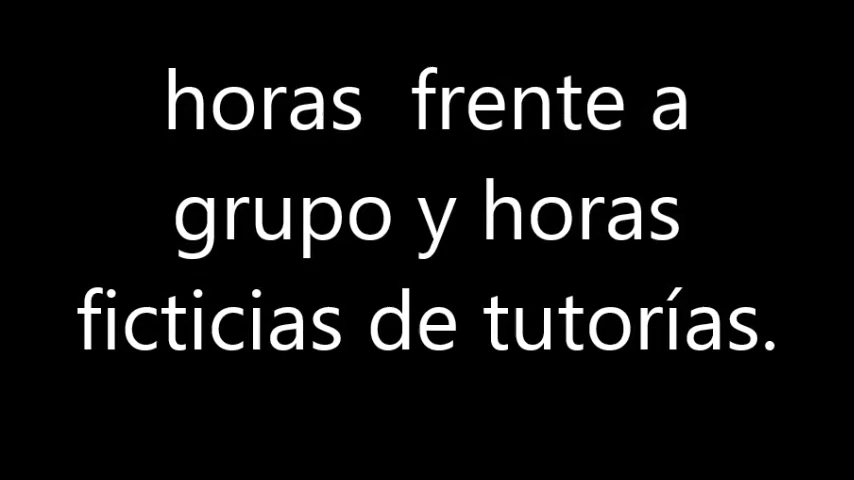 horas  frente a
grupo y horas
ficticias de tutorías.